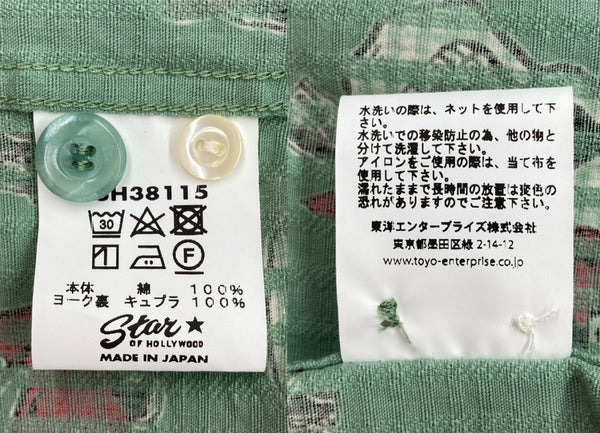 SH38115
30
1
F
本体 綿 100%
ヨーク裏 キュプラ 100%
Star
OF HOLLYWOOD
MADE IN JAPAN
水洗いの際は、ネットを使用して下
さい。
水洗いでの移染防止の為、他の物と
分けて洗濯して下さい。
アイロンをご使用の際は、当て布を
使用して下さい。
濡れたままで長時間の放置は変色の
恐れがありますのでご注意下さい。
東洋エンタープライズ株式会社
東京都墨田区緑 2-14-12
www.toyo-enterprise.co.jp